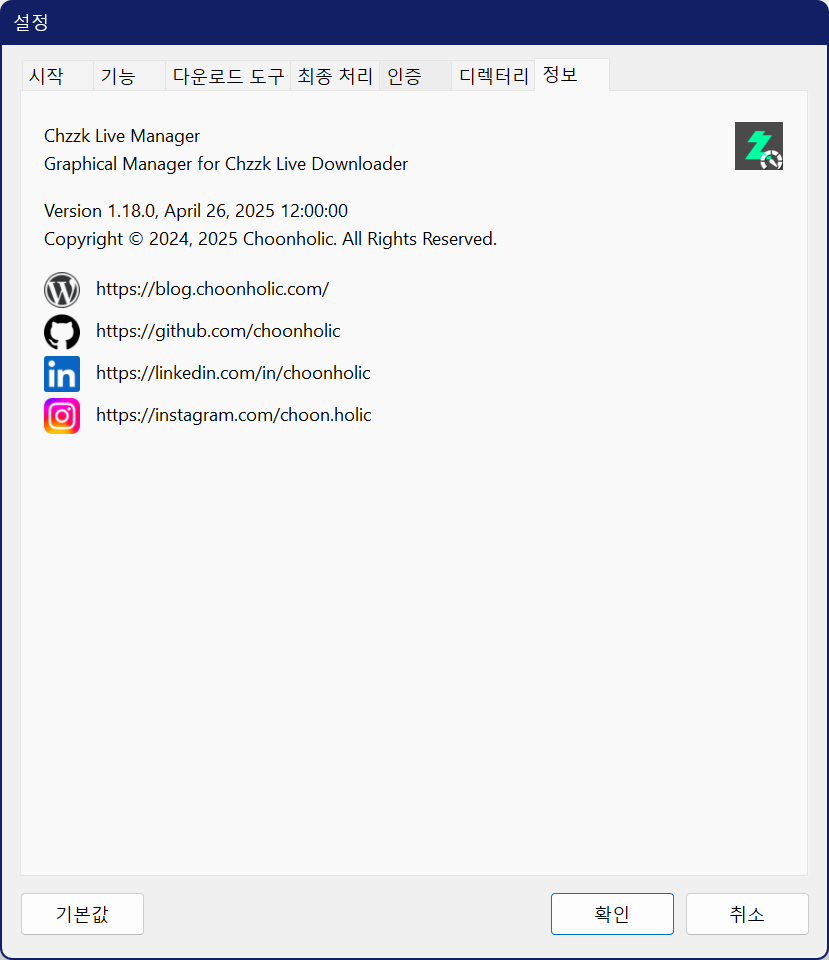 설정
시작 기능 다운로드 도구 최종 처리 인증 디렉터리 정보
Chzzk Live Manager
Graphical Manager for Chzzk Live Downloader
Version 1.18.0, April 26, 2025 12:00:00
Copyright © 2024, 2025 Choonholic. All Rights Reserved.
https://blog.choonholic.com/
https://github.com/choonholic
https://linkedin.com/in/choonholic
https://instagram.com/choon.holic
기본값 확인 취소